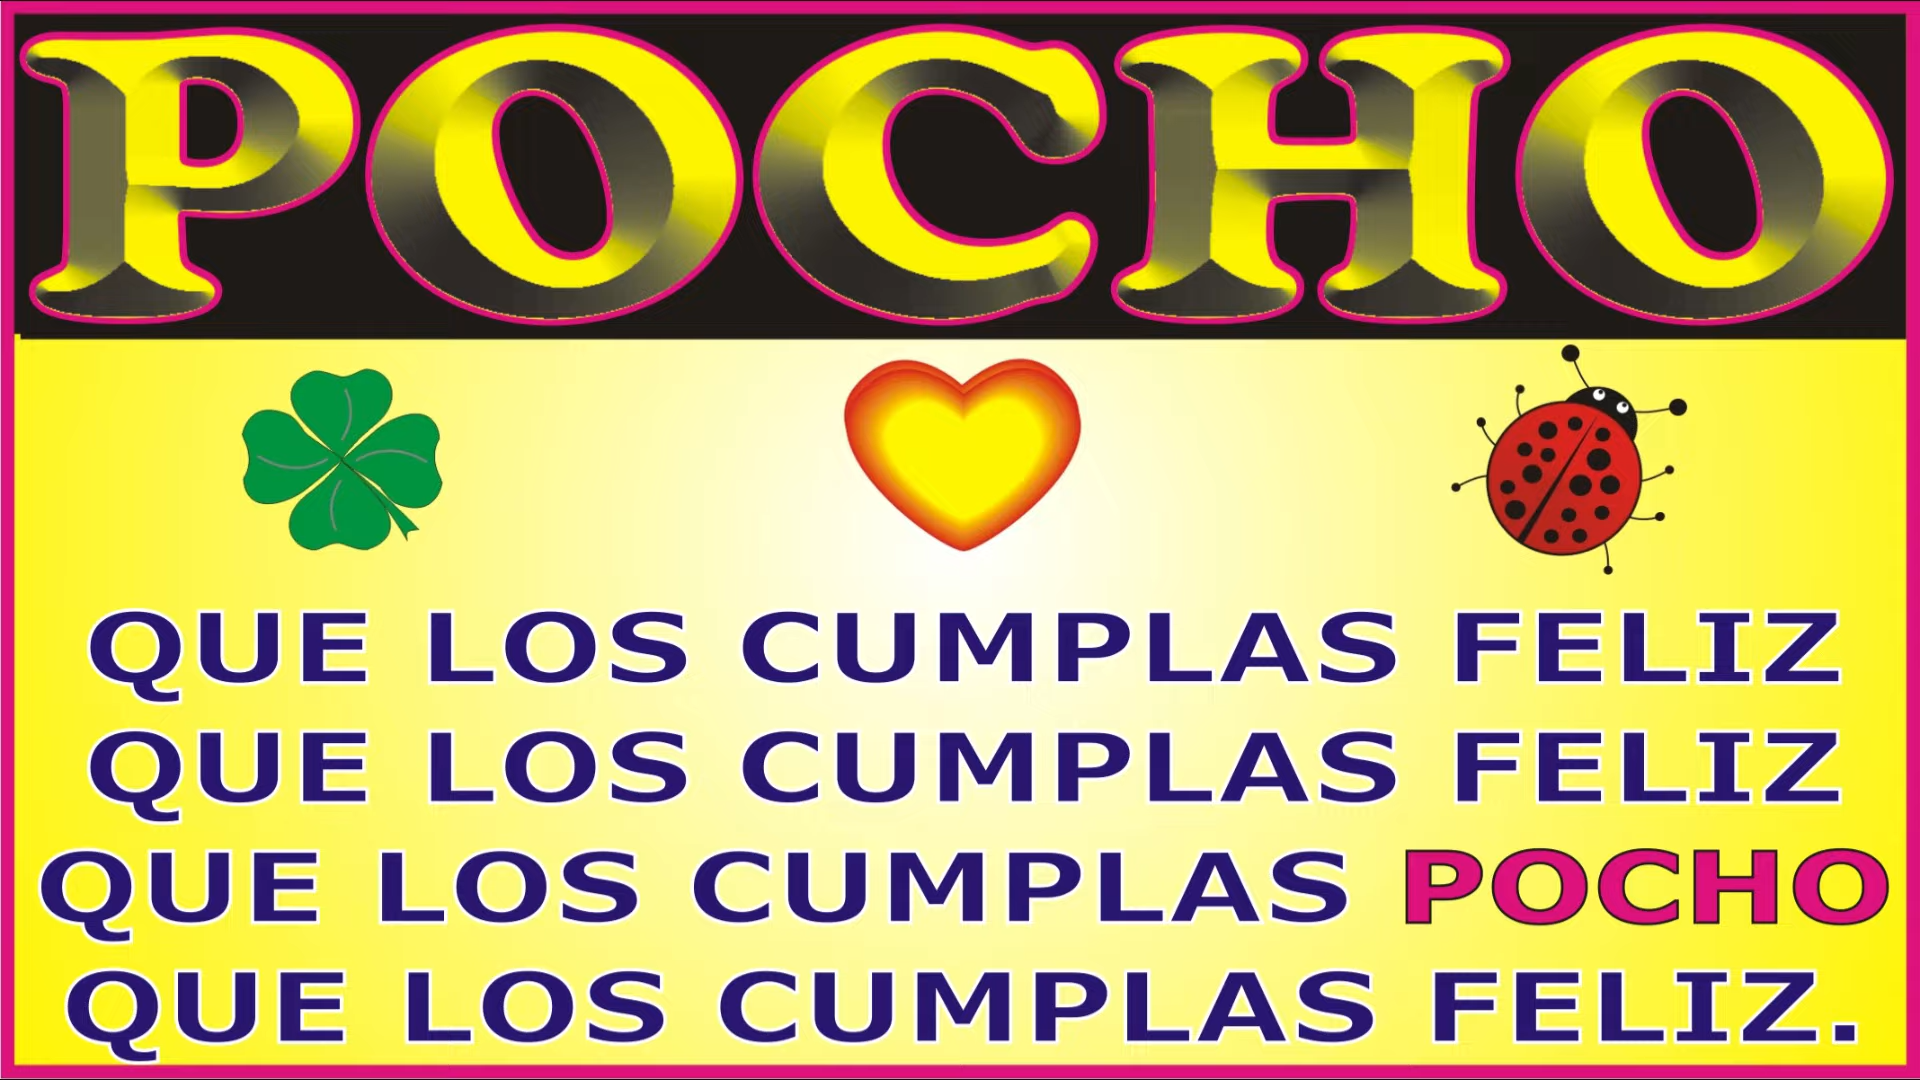 POCHO
QUE LOS CUMPLAS FELIZ
QUE LOS CUMPLAS FELIZ
QUE LOS CUMPLAS POCHO
QUE LOS CUMPLAS FELIZ.